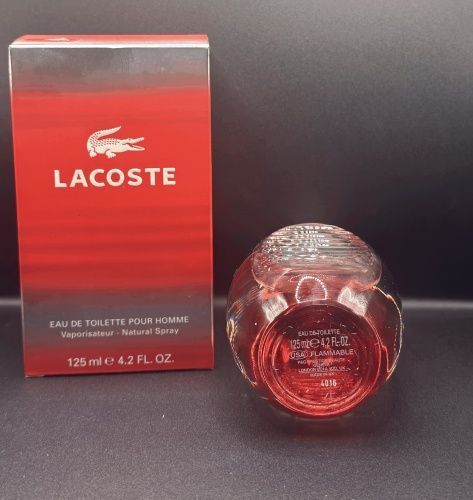 LACOSTE
EAU DE TOILETTE POUR HOMME
Vaporisateur - Natural Spray
125 ml e 4.2 FL. OZ.
EAU DE TOILETTE
125 ml e 4.2 FL. OZ.
USA: FLAMMABLE
4016